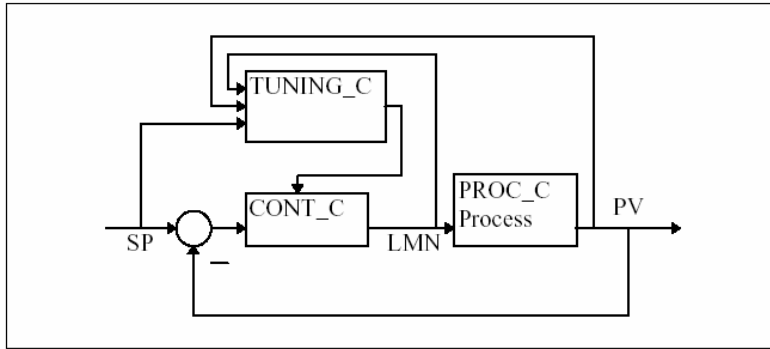 TUNING_C
CONT_C
PROC_C
Process
PV
SP
LMN